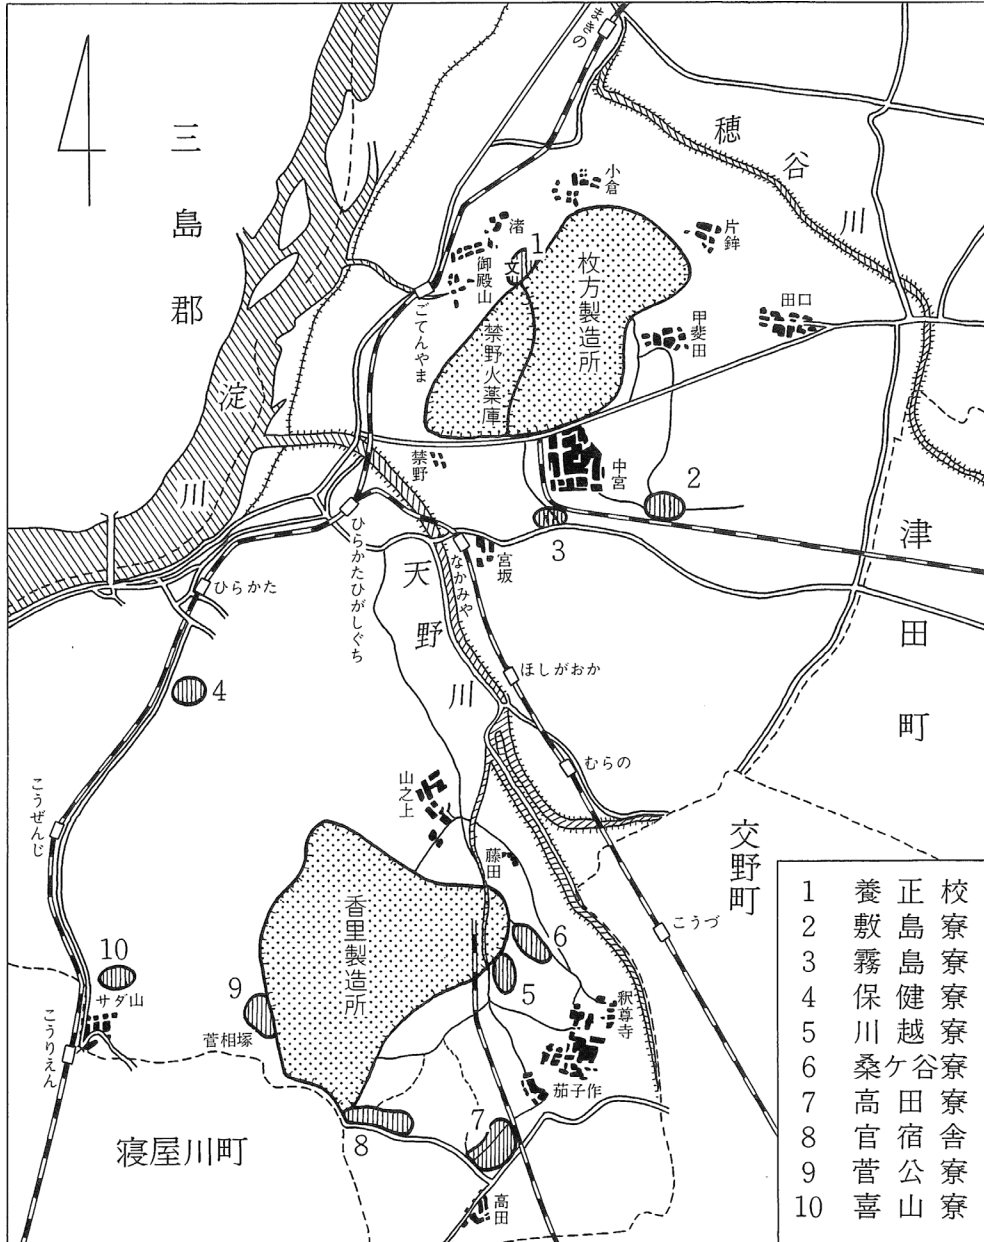 まきの
三島郡
穂谷川
小倉
渚
片鉾
1
文
御殿山
枚方製造所
田口
ごてんやま
禁野火薬庫
甲斐田
淀川
禁野
中宮
2
3
津田町
ひらかたひがしぐち
なかみや
宮坂
天野川
ひらかた
ほしがおか
4
むらの
こうぜんじ
山之上
藤田
交野町
香里製造所
こうづ
6
5
10
サダ山
9
菅相塚
こうりえん
釈尊寺
茄子作
7
8
寝屋川町
高田
1 養正校
2 敷島寮
3 霧島寮
4 保健寮
5 川越寮
6 桑ケ谷寮
7 高田寮
8 官宿舎
9 菅公寮
10 喜山寮